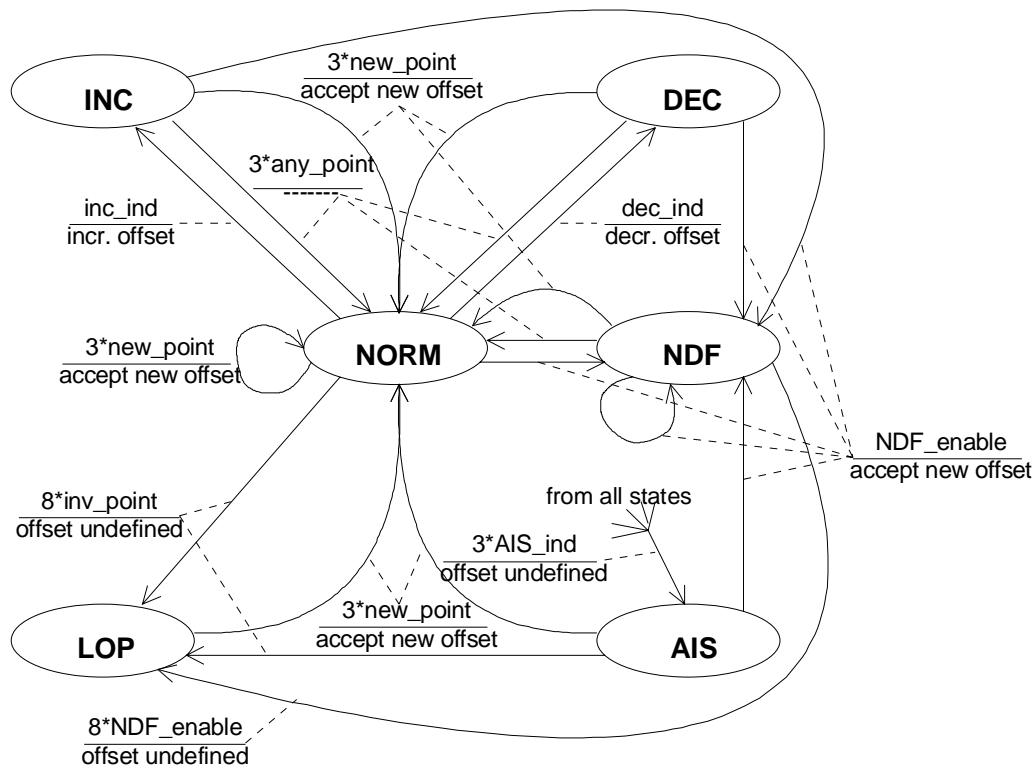 3*new_point
accept new offset
INC
DEC
3*any_point
inc_ind
incr. offset
dec_ind
decr. offset
3*new_point
accept new offset
NORM
NDF
NDF_enable
accept new offset
8*inv_point
offset undefined
from all states
3*AIS_ind
offset undefined
3*new_point
accept new offset
LOP
AIS
8*NDF_enable
offset undefined